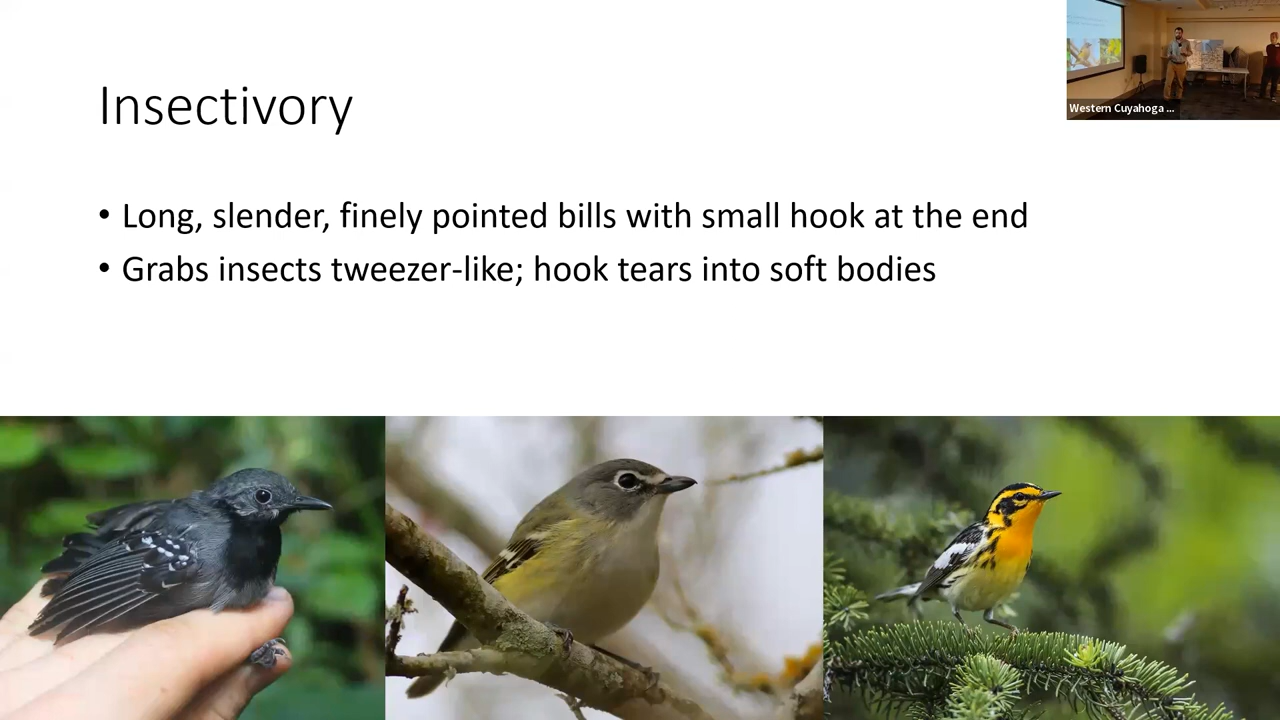 Insectivory
• Long, slender, finely pointed bills with small hook at the end
• Grabs insects tweezer-like; hook tears into soft bodies
Western Cuyahoga ...